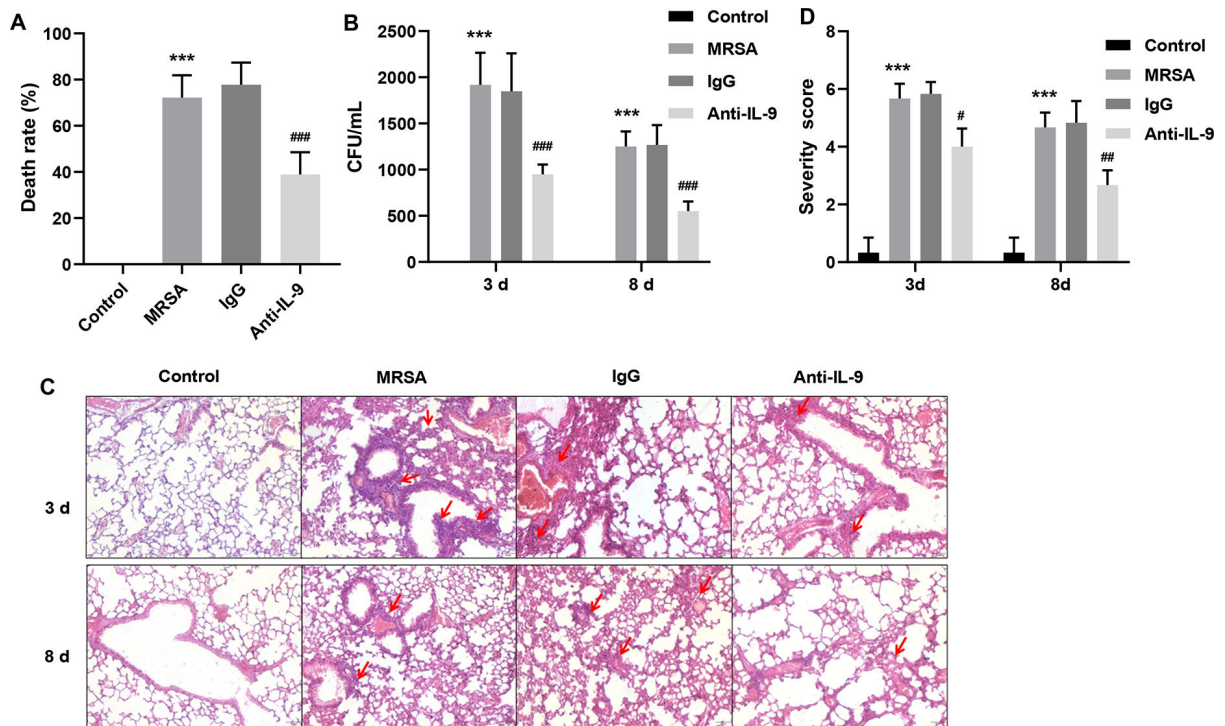 A
Death rate (%)
100
80
60
40
20
0
***
###
Control
MRSA
IgG
Anti-IL-9
B
CFU/mL
2500
2000
1500
1000
500
0
***
###
***
###
3 d
8 d
Control
MRSA
IgG
Anti-IL-9
D
Severity score
8
6
4
2
0
***
#
***
##
3d
8d
Control
MRSA
IgG
Anti-IL-9
C
Control
MRSA
IgG
Anti-IL-9
3 d
8 d